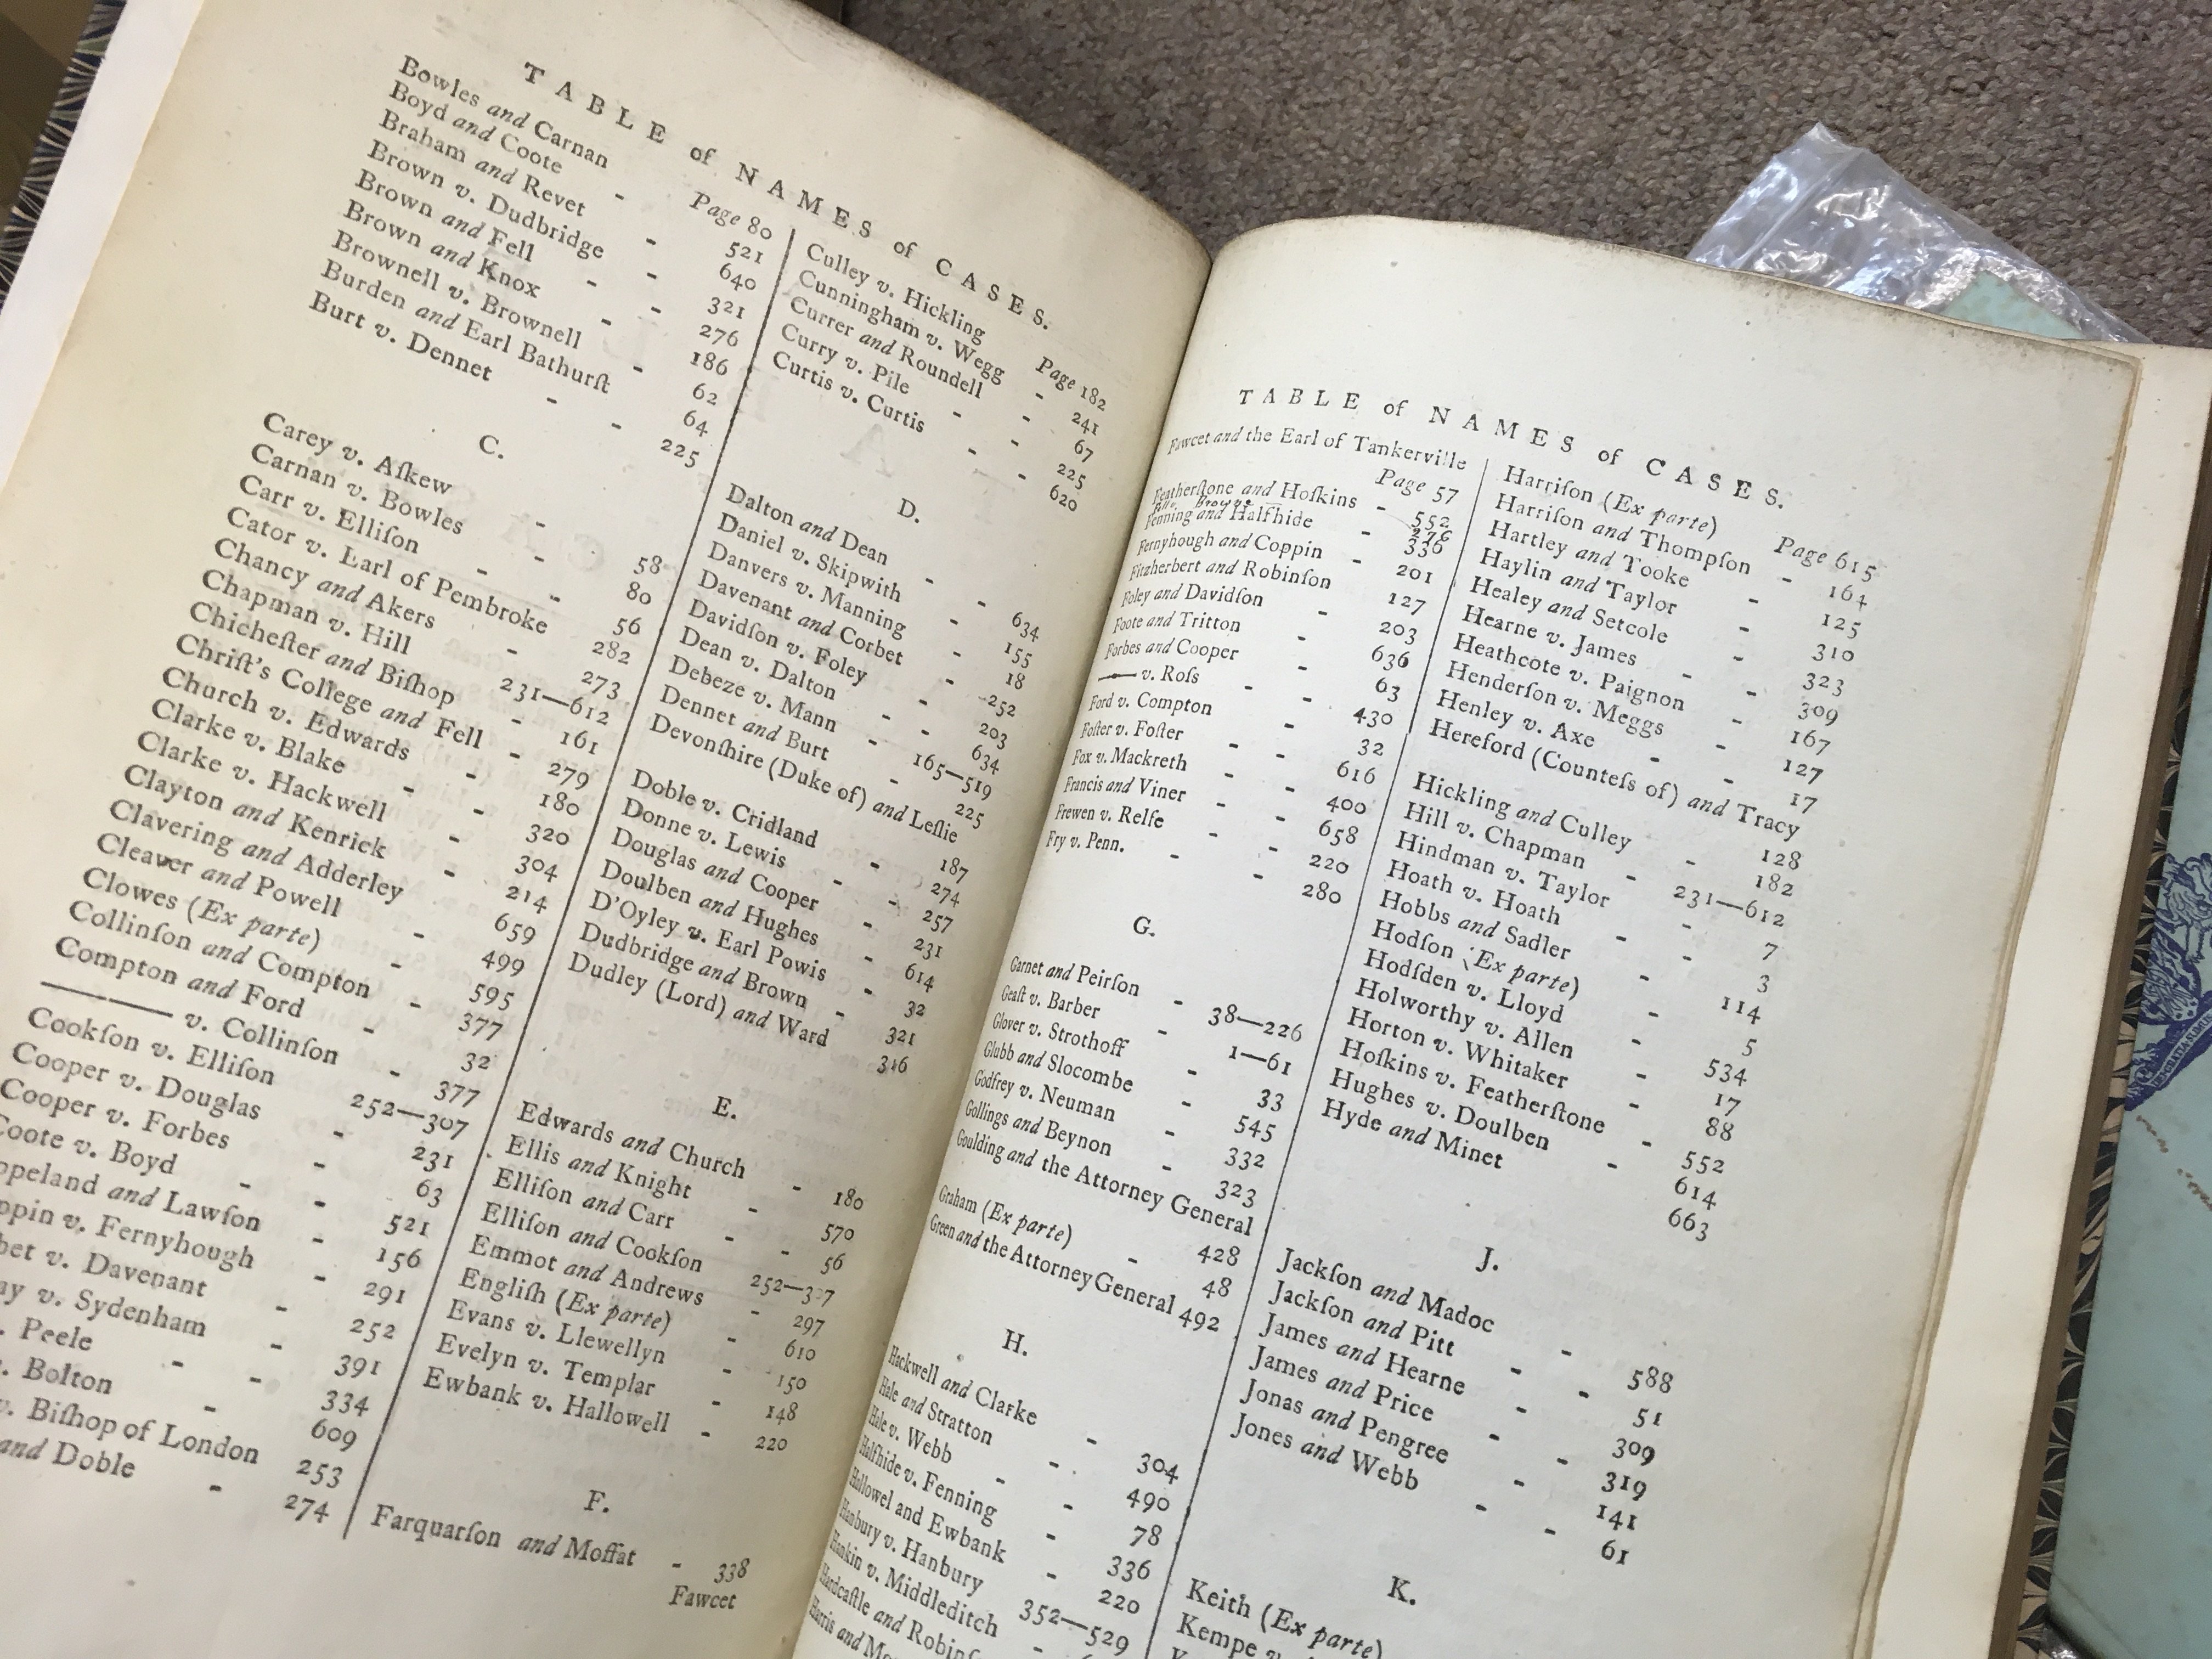 TABLE of NAMES of CASES.
Bowles and Carnan - Page 80
Boyd and Coote - 521
Braham and Revet - 640
Brown v. Dudbridge - 321
Brown and Fell - 276
Brown and Knox - 186
Brownell v. Brownell - 62
Burden and Earl Bathurſt - 64
Burt v. Dennet - 225
C.
Carey v. Aſkew - 58
Carnan v. Bowles - 80
Carr v. Elliſon - 56
Cator v. Earl of Pembroke - 282
Chancy and Akers - 273
Chapman v. Hill 231—612
Chicheſter and Biſhop - 161
Chriſt's College and Fell - 279
Church v. Edwards - 180
Clarke v. Blake - 320
Clarke v. Hackwell - 304
Clayton and Kenrick - 214
Clavering and Adderley - 659
Cleaver and Powell - 499
Clowes (Ex parte) - 595
Collinſon and Compton - 377
Compton and Ford - 32
—— v. Collinſon - 377
Cookſon v. Elliſon 252—307
Cooper v. Douglas - 231
Cooper v. Forbes - 63
Coote v. Boyd - 521
and Lawſon - 156
v. Fernyhough - 291
v. Davenant - 252
v. Sydenham - 391
Peele - 334
Bolton - 609
v. Biſhop of London 253
and Doble - 274
Culley v. Hickling Page 182
Cunningham v. Wegg - 241
Currer and Roundell - 67
Curry v. Pile - 225
Curtis v. Curtis - 620
D.
Dalton and Dean - 634
Daniel v. Skipwith - 155
Danvers v. Manning - 18
Davenant and Corbet - 252
Davidſon v. Foley - 203
Dean v. Dalton - 634
Debeze v. Mann - 165—519
Dennet and Burt - 225
Devonſhire (Duke of) and Leſlie
187
Doble v. Cridland - 274
Donne v. Lewis - 257
Douglas and Cooper - 231
Doulben and Hughes - 614
D'Oyley v. Earl Powis - 32
Dudbridge and Brown - 321
Dudley (Lord) and Ward 316
E.
Edwards and Church - 180
Ellis and Knight - 570
Elliſon and Carr - 56
Elliſon and Cookſon 252—3 7
Emmot and Andrews - 297
Engliſh (Ex parte) - 610
Evans v. Llewellyn - 150
Evelyn v. Templar - 148
Ewbank v. Hallowell - 220
F.
Farquarſon and Moffat - 338
Fawcet
TABLE of NAMES of CASES.
Fawcet and the Earl of Tankerville
Page 57
Featherſtone and Hoſkins - 552
Browne 276
Fenning and Halfhide - 336
Fernyhough and Coppin - 201
Fitzherbert and Robinſon - 127
Foley and Davidſon - 203
Foote and Tritton - 636
Forbes and Cooper - 63
—— v. Roſs - 430
Ford v. Compton - 32
Foſter v. Foſter - 616
Fox v. Mackreth - 400
Francis and Viner - 658
Frewen v. Relfe - 220
Fry v. Penn. - 280
G.
Garnet and Peirſon - 38—226
Geaſt v. Barber - 1—61
Glover v. Strothoff - 33
Glubb and Slocombe - 545
Godfrey v. Neuman - 332
Gollings and Beynon - 323
Goulding and the Attorney General
428
Graham (Ex parte) - 48
Green and the Attorney General 492
H.
Hackwell and Clarke - 304
Hale and Stratton - 490
Hale v. Webb - 78
Halfhide v. Fenning - 336
Hallowel and Ewbank - 220
Hanbury v. Hanbury 352—529
Hankin v. Middleditch -
Hardcaſtle and
Harris and
Harriſon (Ex parte) Page 615
Harriſon and Thompſon - 164
Hartley and Tooke - 125
Haylin and Taylor - 310
Healey and Setcole - 323
Hearne v. James - 309
Heathcote v. Paignon - 167
Henderſon v. Meggs - 127
Henley v. Axe - 17
Hereford (Counteſs of) and Tracy
128
Hickling and Culley - 182
Hill v. Chapman - 231—612
Hindman v. Taylor - 7
Hoath v. Hoath - 3
Hobbs and Sadler - 114
Hodſon (Ex parte) - 5
Hodſden v. Lloyd - 534
Holworthy v. Allen - 17
Horton v. Whitaker - 88
Hoſkins v. Featherſtone - 552
Hughes v. Doulben - 614
Hyde and Minet - 663
J.
Jackſon and Madoc - 588
Jackſon and Pitt - 51
James and Hearne - 309
James and Price - 319
Jonas and Pengree - 141
Jones and Webb - 61
K.
Keith (Ex parte)
Kempe v.